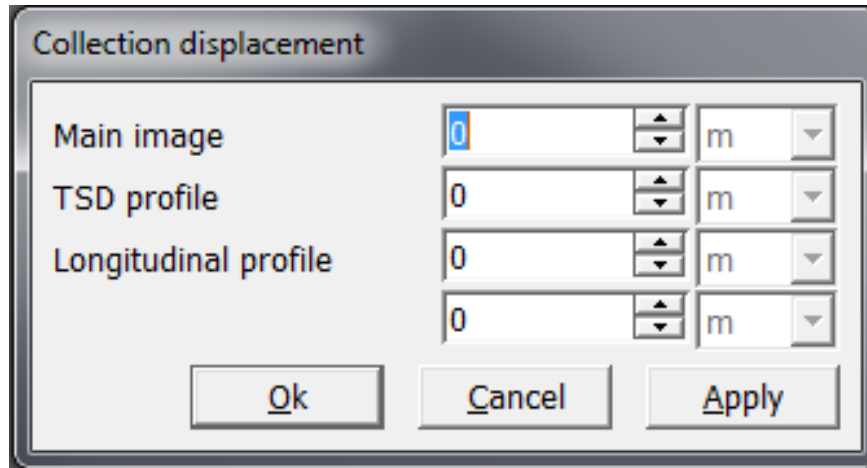 Collection displacement
Main image 0 m
TSD profile 0 m
Longitudinal profile 0 m
0 m
Ok Cancel Apply